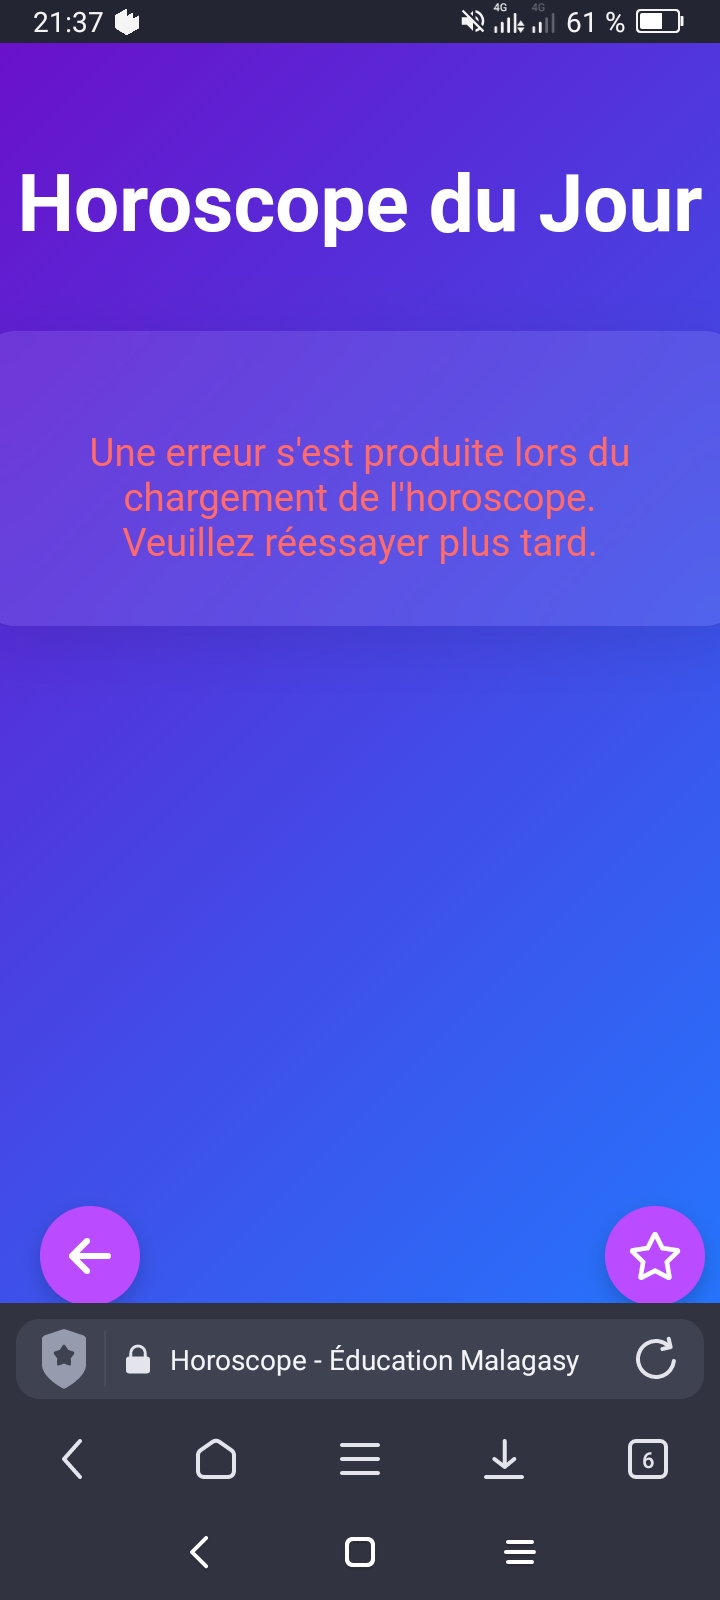 21:37
4G 4G 61 %
Horoscope du Jour
Une erreur s'est produite lors du
chargement de l'horoscope.
Veuillez réessayer plus tard.
Horoscope - Éducation Malagasy
6